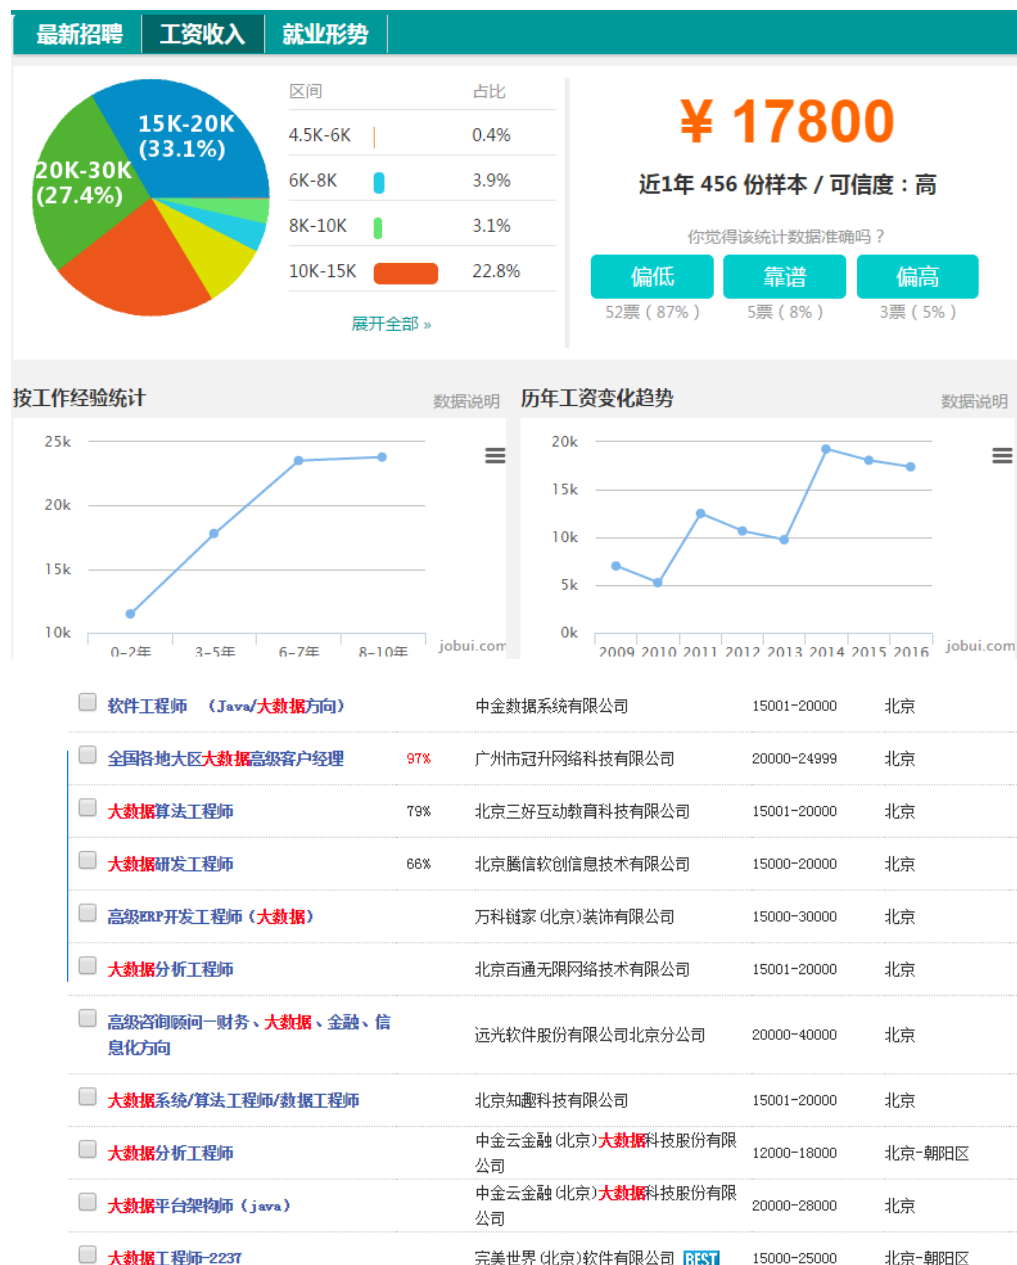 最新招聘 工资收入 就业形势
15K-20K
(33.1%)
20K-30K
(27.4%)
区间 占比
4.5K-6K 0.4%
6K-8K 3.9%
8K-10K 3.1%
10K-15K 22.8%
展开全部 »
¥ 17800
近1年 456 份样本 / 可信度：高
你觉得该统计数据准确吗？
偏低 靠谱 偏高
52票（87%） 5票（8%） 3票（5%）
按工作经验统计 数据说明
25k
20k
15k
10k
0-2年 3-5年 6-7年 8-10年
jobui.com
历年工资变化趋势 数据说明
20k
15k
10k
5k
0k
2009 2010 2011 2012 2013 2014 2015 2016
jobui.com
软件工程师 （Java/大数据方向） 中金数据系统有限公司 15001-20000 北京
全国各地大区大数据高级客户经理 97% 广州市冠升网络科技有限公司 20000-24999 北京
大数据算法工程师 79% 北京三好互动教育科技有限公司 15001-20000 北京
大数据研发工程师 66% 北京腾信软创信息技术有限公司 15000-20000 北京
高级ERP开发工程师（大数据） 万科链家(北京)装饰有限公司 15000-30000 北京
大数据分析工程师 北京百通无限网络技术有限公司 15001-20000 北京
高级咨询顾问—财务、大数据、金融、信
息化方向 远光软件股份有限公司北京分公司 20000-40000 北京
大数据系统/算法工程师/数据工程师 北京知趣科技有限公司 15001-20000 北京
大数据分析工程师 中金云金融(北京)大数据科技股份有限
公司 12000-18000 北京-朝阳区
大数据平台架构师（java） 中金云金融(北京)大数据科技股份有限
公司 20000-28000 北京
大数据工程师-2237 完美世界(北京)软件有限公司 BEST 15000-25000 北京-朝阳区